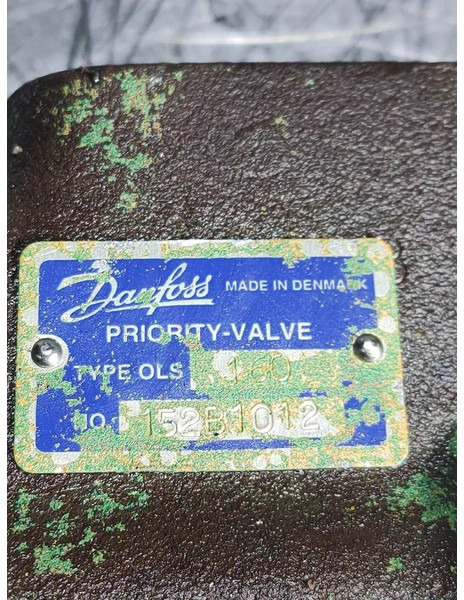 Danfoss MADE IN DENMARK
PRIORITY-VALVE
TYPE OLS 160
NO. 152B1012